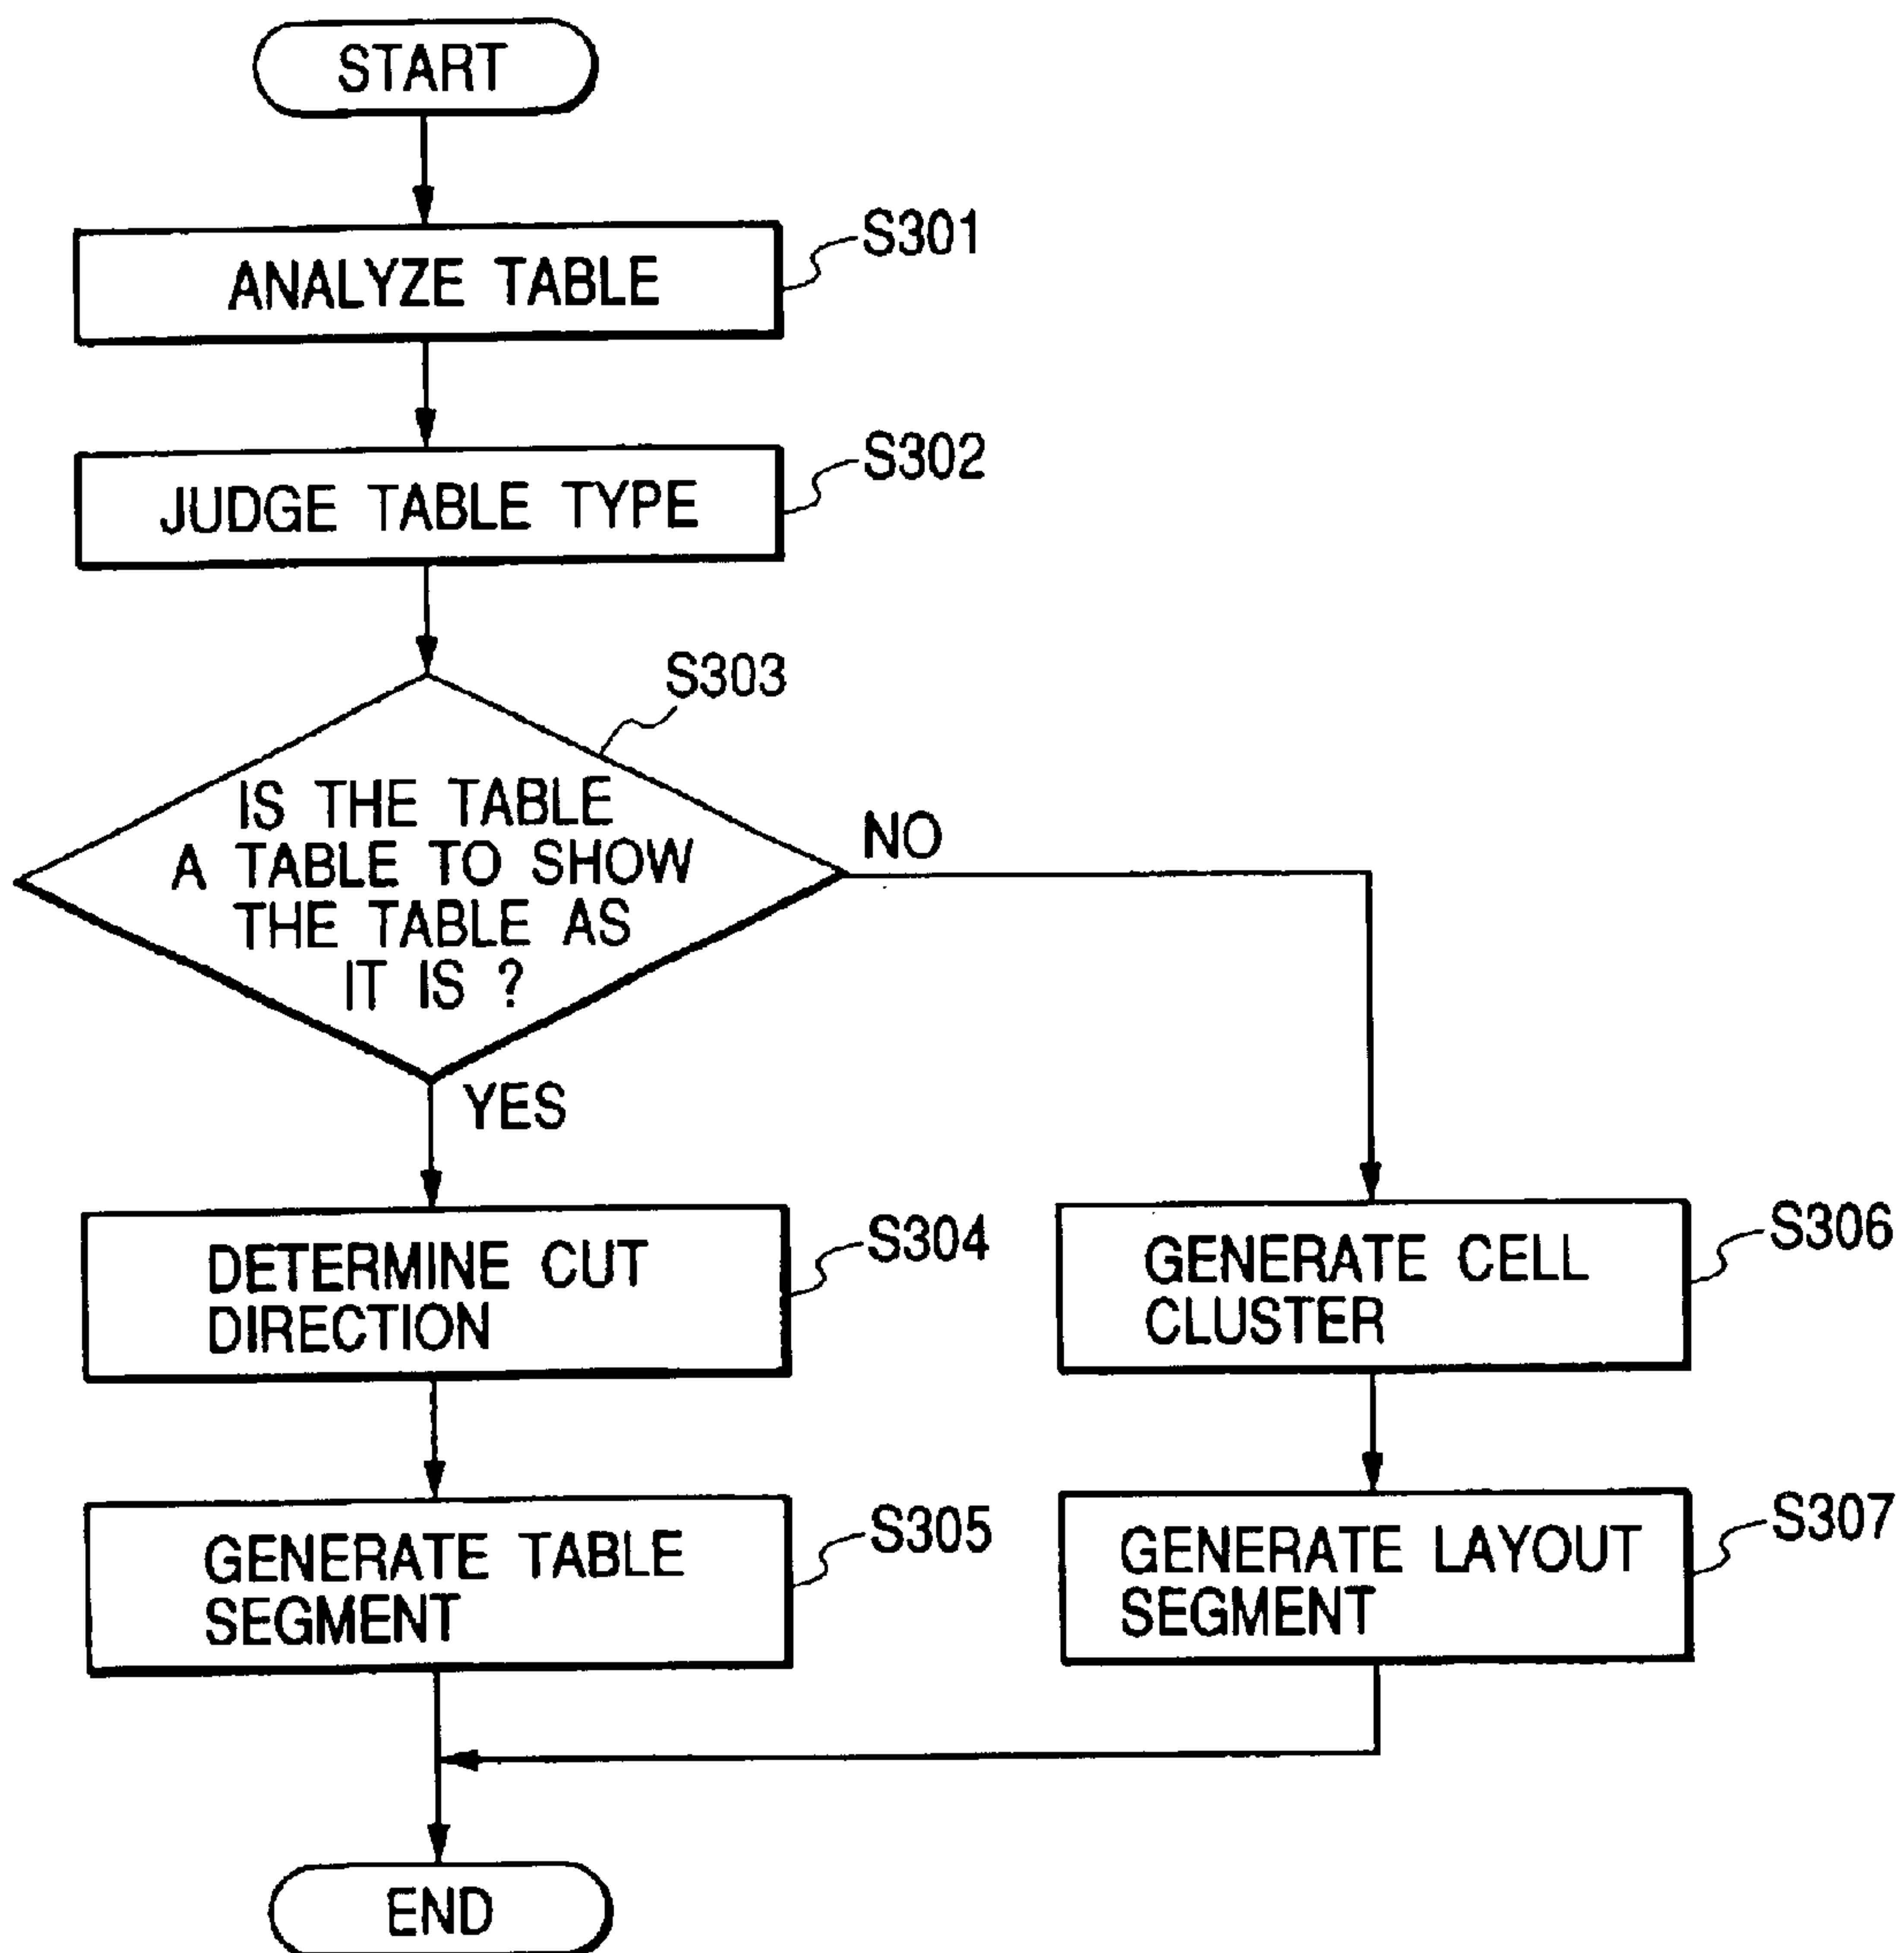 START
S301
ANALYZE TABLE
S302
JUDGE TABLE TYPE
S303
IS THE TABLE
A TABLE TO SHOW
THE TABLE AS
IT IS ?
NO
YES
S304
DETERMINE CUT
DIRECTION
S306
GENERATE CELL
CLUSTER
S305
GENERATE TABLE
SEGMENT
S307
GENERATE LAYOUT
SEGMENT
END